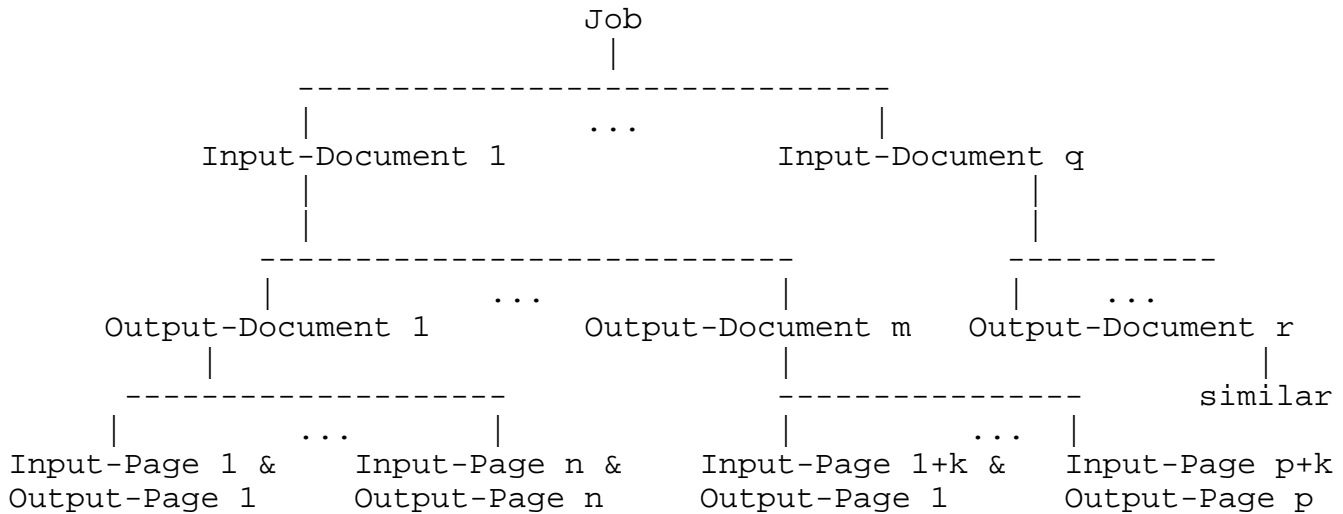 Job
...
Input-Document 1 Input-Document q
... ...
Output-Document 1 Output-Document m Output-Document r
similar
... ...
Input-Page 1 & Input-Page n & Input-Page 1+k & Input-Page p+k
Output-Page 1 Output-Page n Output-Page 1 Output-Page p